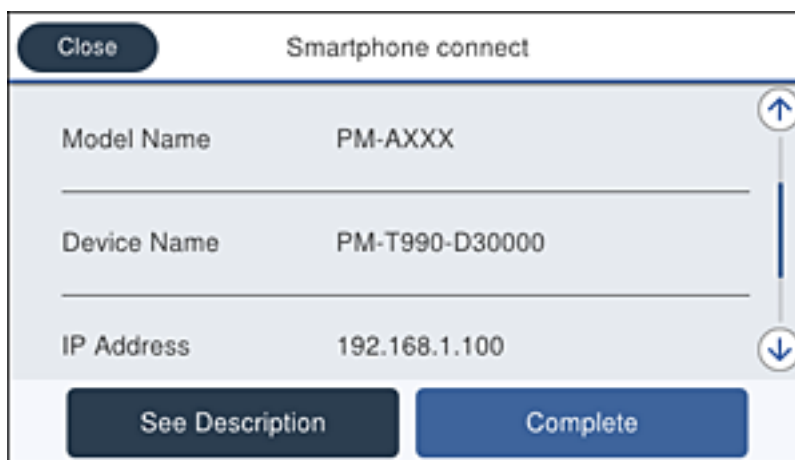 Close Smartphone connect
Model Name PM-AXXX
Device Name PM-T990-D30000
IP Address 192.168.1.100
See Description Complete